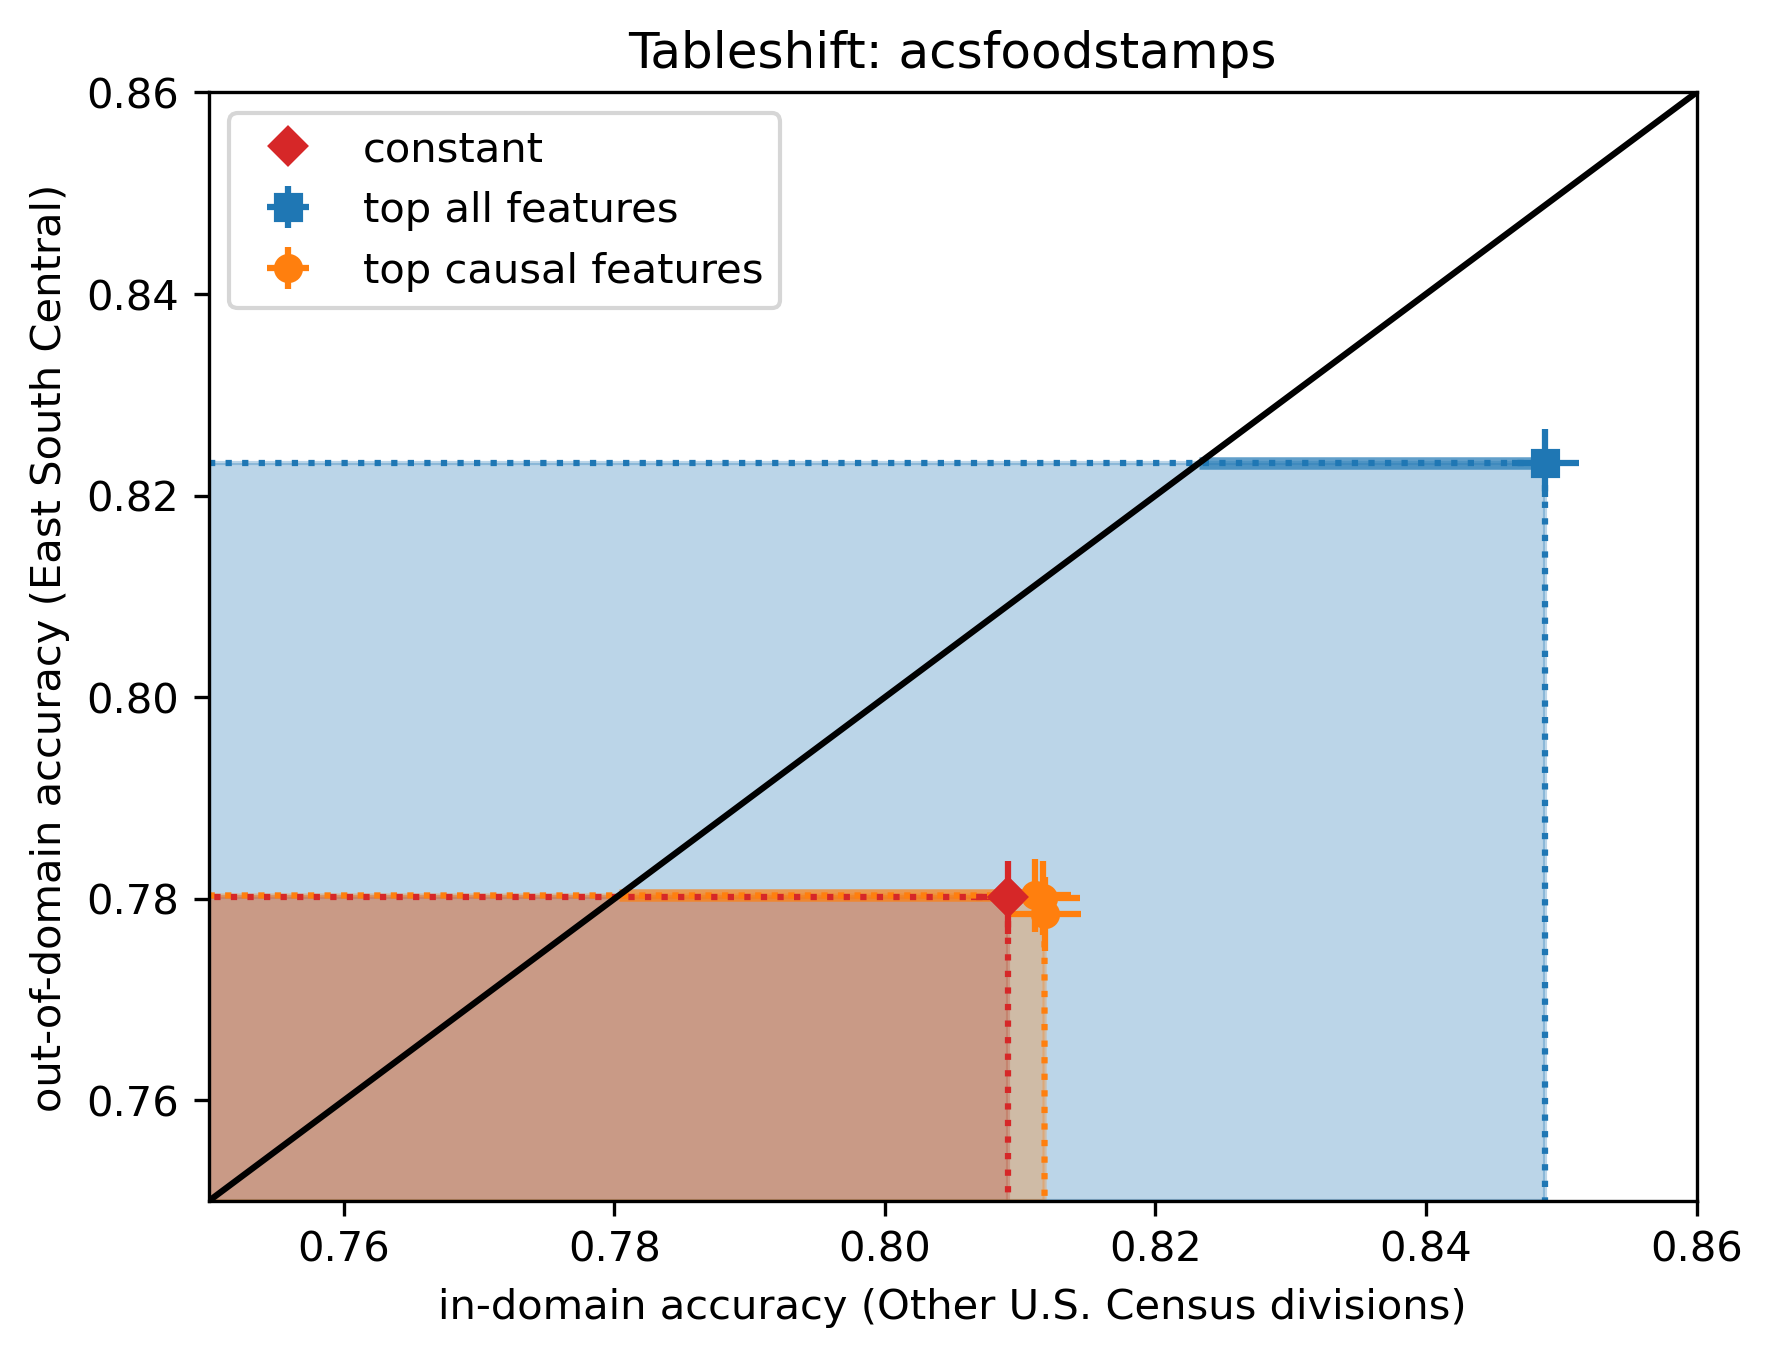 Tableshift: acsfoodstamps
constant
top all features
top causal features
out-of-domain accuracy (East South Central)
0.86
0.84
0.82
0.80
0.78
0.76
0.76
0.78
0.80
0.82
0.84
0.86
in-domain accuracy (Other U.S. Census divisions)